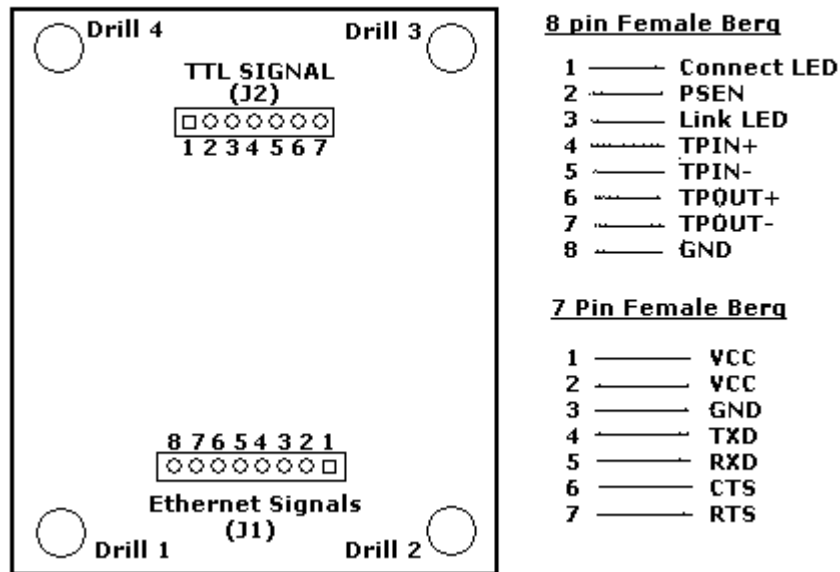 Drill 4
Drill 3
TTL SIGNAL
(J2)
1 2 3 4 5 6 7
8 7 6 5 4 3 2 1
Ethernet Signals
(J1)
Drill 1
Drill 2
8 pin Female Berg
1 Connect LED
2 PSEN
3 Link LED
4 TPIN+
5 TPIN-
6 TPOUT+
7 TPOUT-
8 GND
7 Pin Female Berg
1 VCC
2 VCC
3 GND
4 TXD
5 RXD
6 CTS
7 RTS